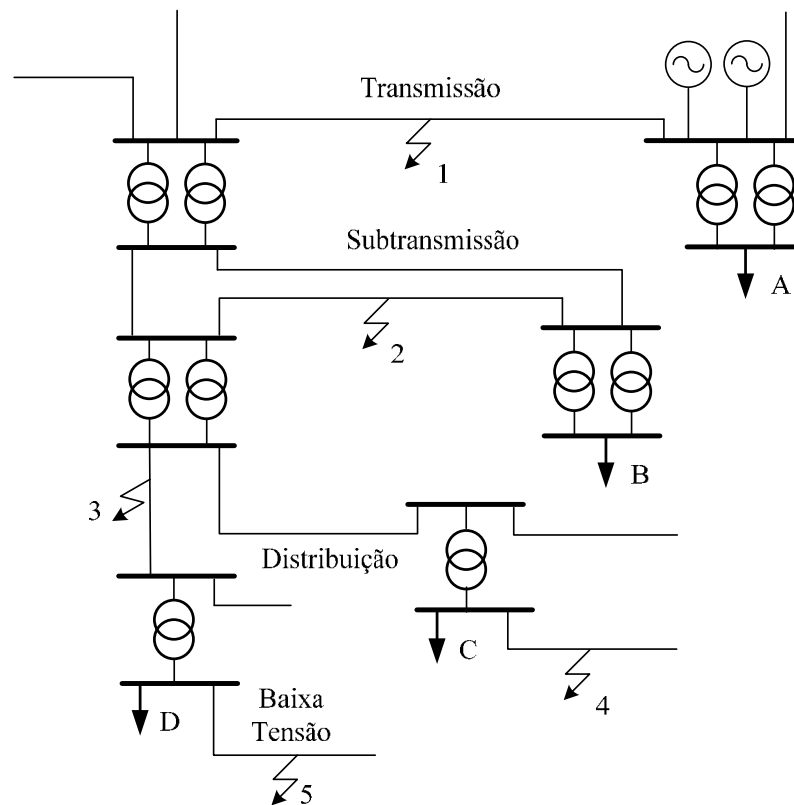 Transmissão
1
Subtransmissão
A
2
B
3
Distribuição
C
D
Baixa
Tensão
4
5